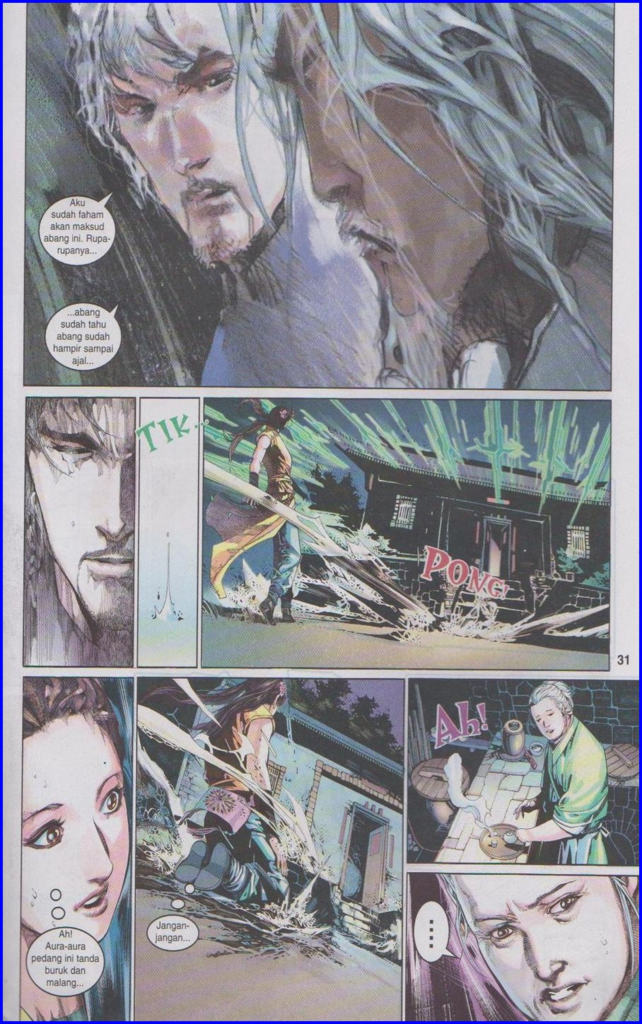 Aku
sudah faham
akan maksud
abang ini. Rupa-
rupanya...
...abang
sudah tahu
abang sudah
hampir sampai
ajal...
TIK...
PONG!
31
Ah!
Aura-aura
pedang ini tanda
buruk dan
malang...
Jangan-
jangan...
Ah!
...